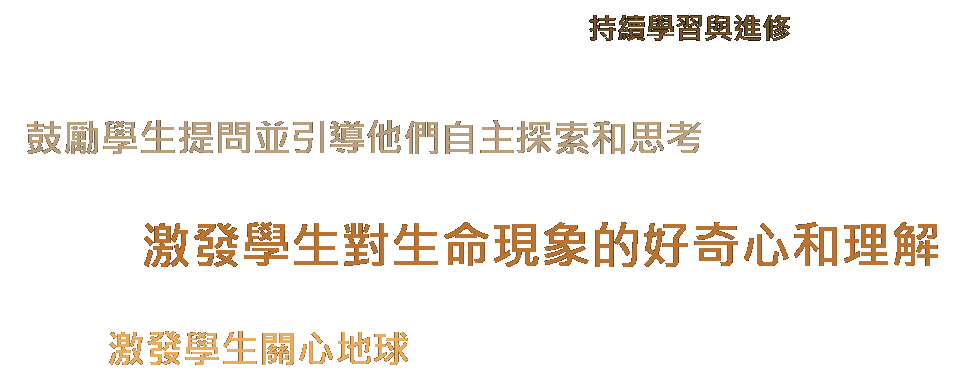 持續學習與進修
鼓勵學生提問並引導他們自主探索和思考
激發學生對生命現象的好奇心和理解
激發學生關心地球